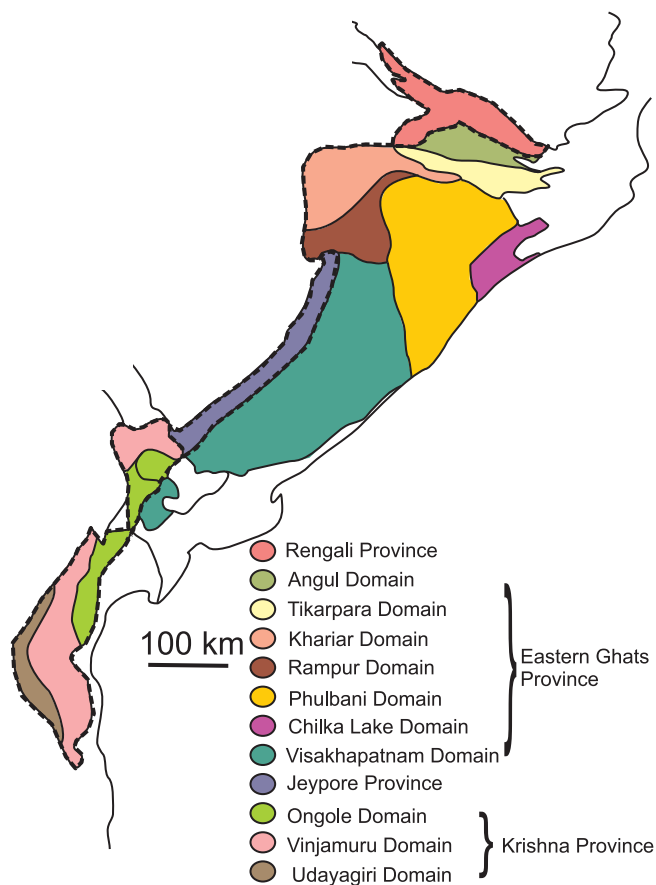 Rengali Province
Angul Domain
Tikarpara Domain
100 km
Khariar Domain
Rampur Domain
Eastern Ghats
Province
Phulbani Domain
Chilka Lake Domain
Visakhapatnam Domain
Jeypore Province
Ongole Domain
Vinjamuru Domain
Krishna Province
Udayagiri Domain